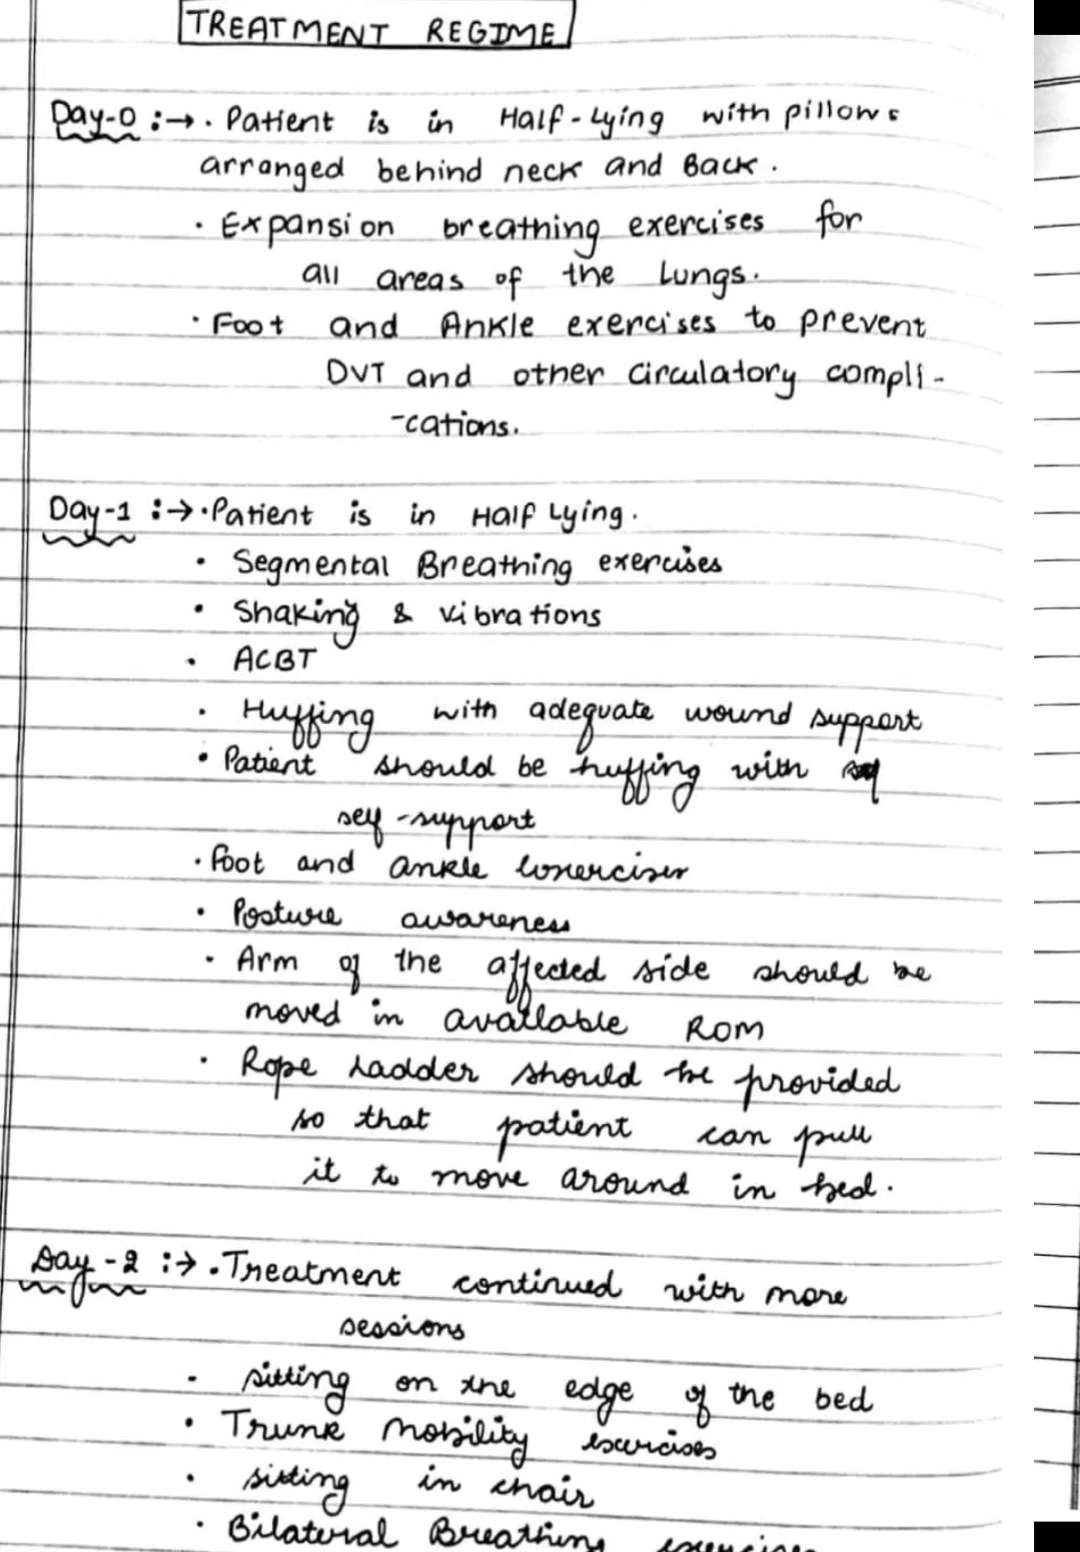 TREATMENT REGIME
Day-0 :→ . Patient is in Half-Lying with pillows
arranged behind neck and Back .
· Expansion breathing exercises for
all areas of the Lungs.
· Foot and Ankle exercises to prevent
DVT and other circulatory compli-
-cations.
Day-1 :→ · Patient is in Half Lying.
· Segmental Breathing exercises
· Shaking & vibrations
· ACBT
· Huffing with adequate wound support
· Patient should be huffing with
self-support
· Foot and Ankle
· Posture awareness
· Arm of the affected side should be
moved in available ROM
· Rope Ladder should be provided
so that patient can pull
it to move around in bed.
Day-2 :→ . Treatment continued with more
sessions
· sitting on the edge of the bed
· Trunk Mobility exercises
· sitting in chair
· Bilateral Breathing exercises